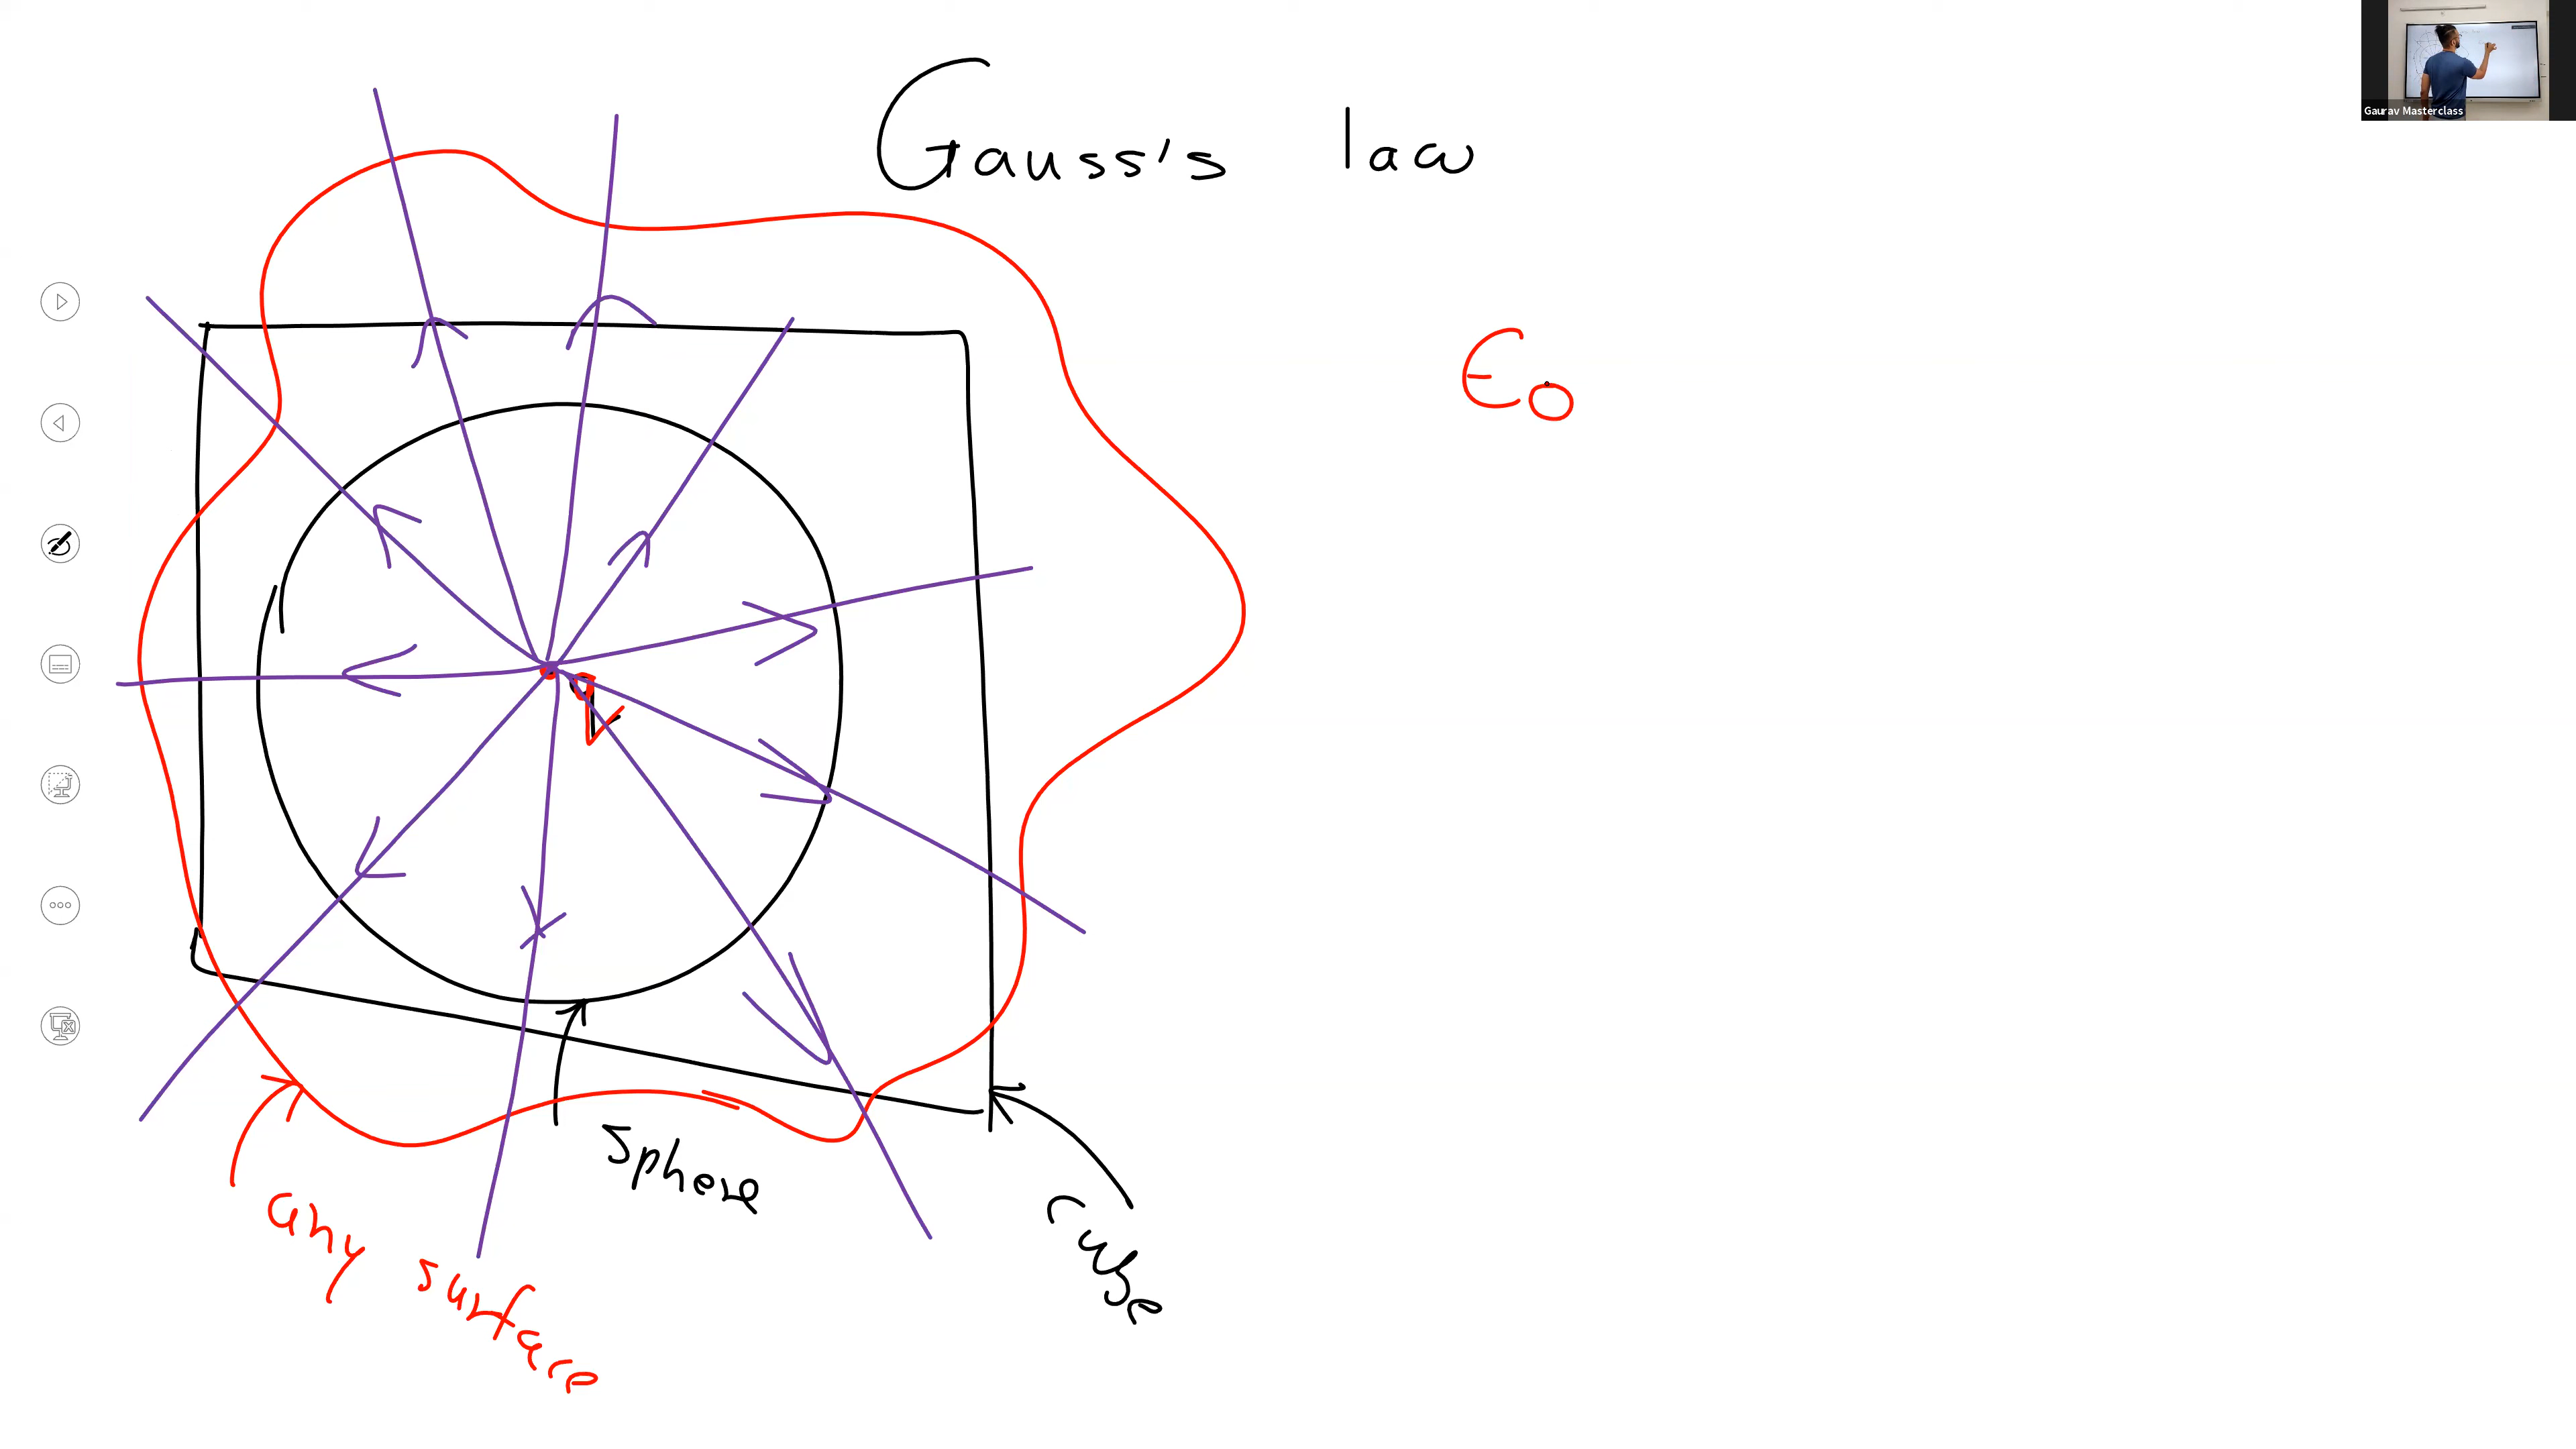 Gauss's law
Gaurav Masterclass
ϵ0
q
sphere
cube
any surface